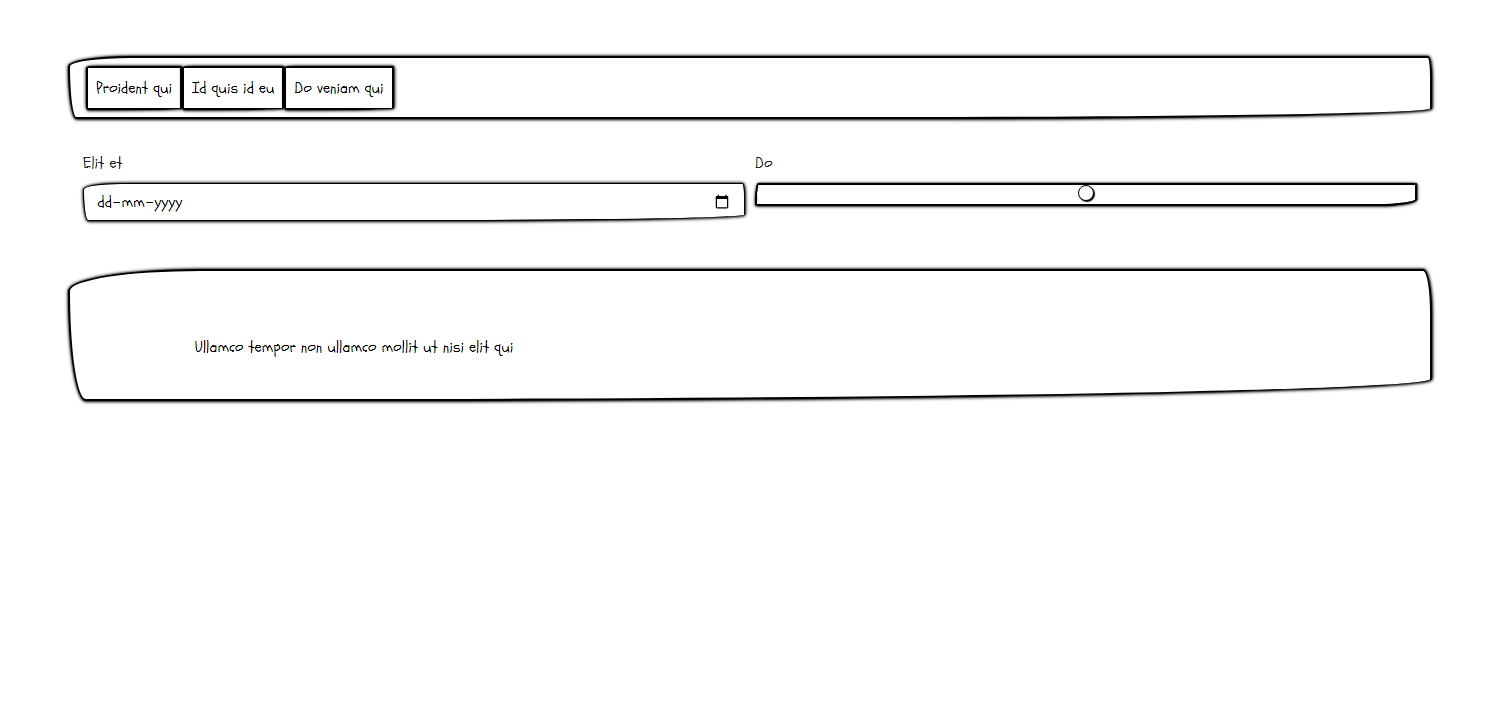 Proident qui Id quis id eu Do veniam qui
Elit et Do
dd-mm-yyyy
Ullamco tempor non ullamco mollit ut nisi elit qui